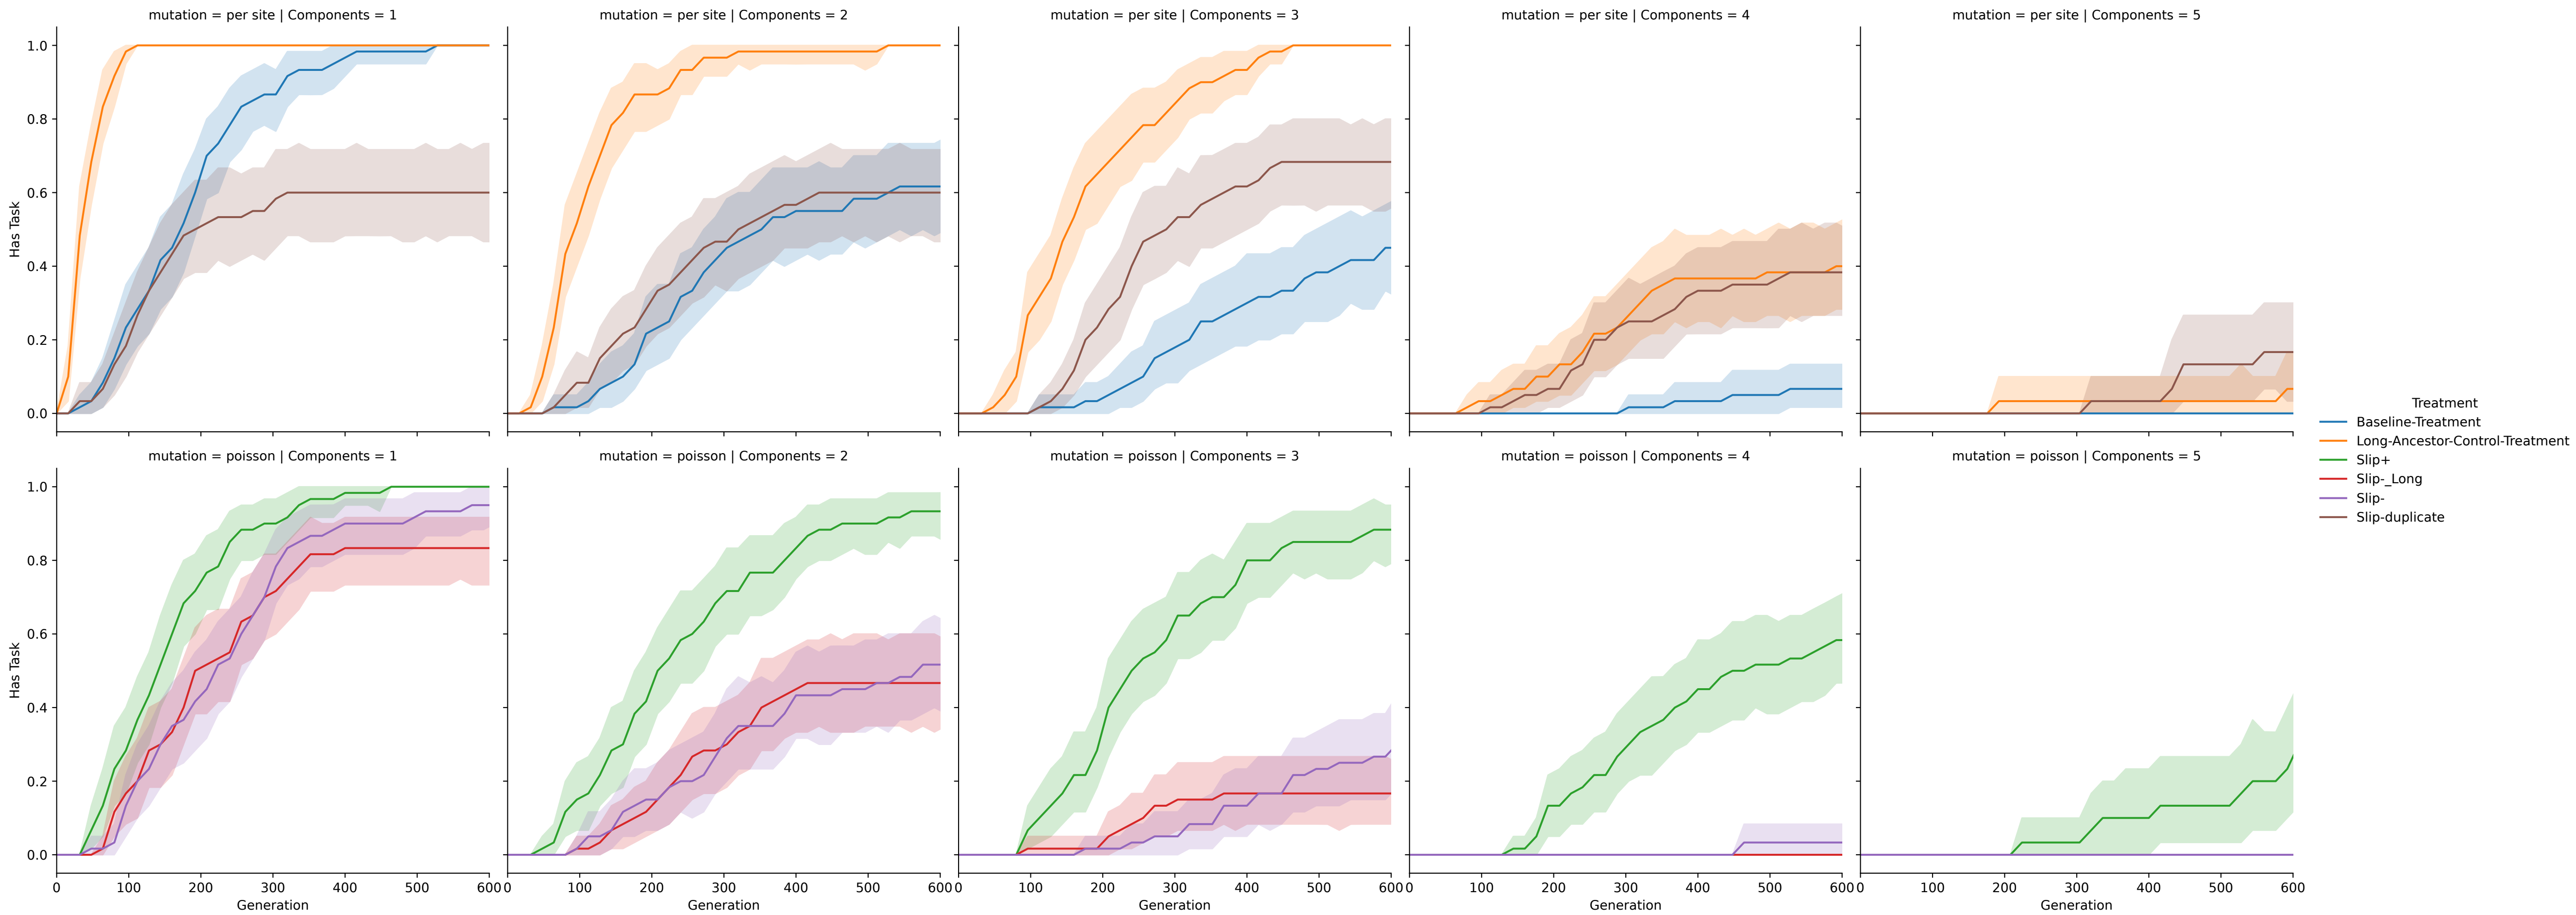 mutation = per site | Components = 1
mutation = per site | Components = 2
mutation = per site | Components = 3
mutation = per site | Components = 4
mutation = per site | Components = 5
1.0
0.8
0.6
0.4
0.2
0.0
Has Task
mutation = poisson | Components = 1
mutation = poisson | Components = 2
mutation = poisson | Components = 3
mutation = poisson | Components = 4
mutation = poisson | Components = 5
1.0
0.8
0.6
0.4
0.2
0.0
Has Task
0 100 200 300 400 500 600
0 100 200 300 400 500 600
0 100 200 300 400 500 600
0 100 200 300 400 500 600
0 100 200 300 400 500 600
Generation
Generation
Generation
Generation
Generation
Treatment
Baseline-Treatment
Long-Ancestor-Control-Treatment
Slip+
Slip-_Long
Slip-
Slip-duplicate